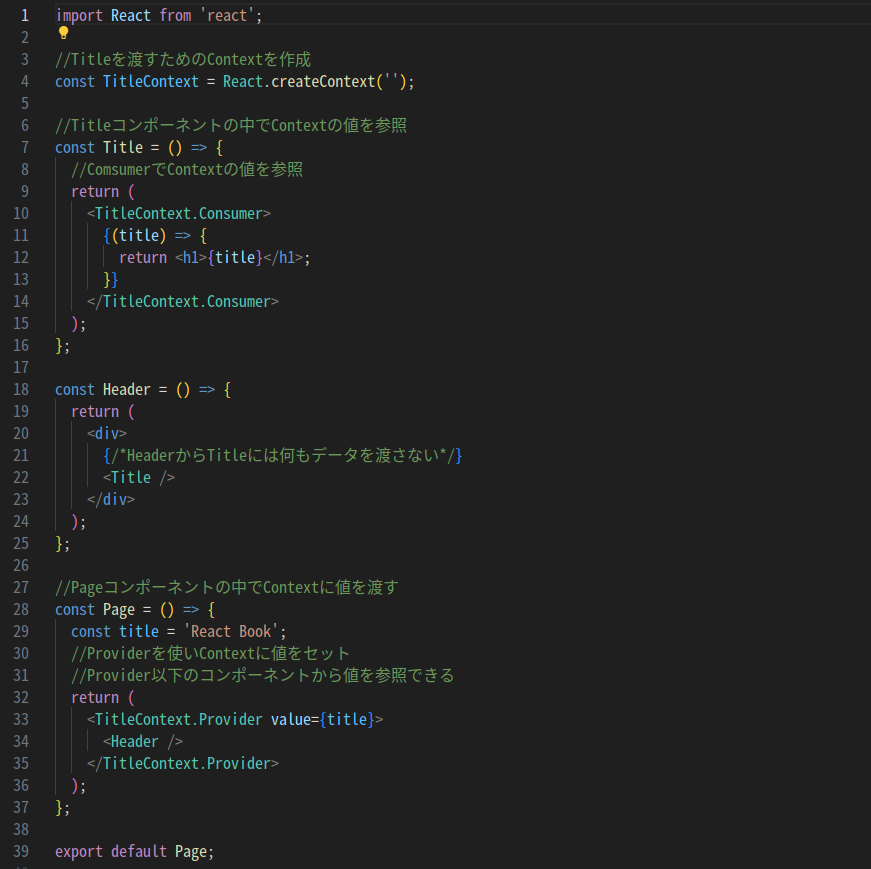 1 import React from 'react';
2
3 //Titleを渡すためのContextを作成
4 const TitleContext = React.createContext('');
5
6 //Titleコンポーネントの中でContextの値を参照
7 const Title = () => {
8   //ComsumerでContextの値を参照
9   return (
10     <TitleContext.Consumer>
11       {(title) => {
12         return <h1>{title}</h1>;
13       }}
14     </TitleContext.Consumer>
15   );
16 };
17
18 const Header = () => {
19   return (
20     <div>
21       {/*HeaderからTitleには何もデータを渡さない*/}
22       <Title />
23     </div>
24   );
25 };
26
27 //Pageコンポーネントの中でContextに値を渡す
28 const Page = () => {
29   const title = 'React Book';
30   //Providerを使いContextに値をセット
31   //Provider以下のコンポーネントから値を参照できる
32   return (
33     <TitleContext.Provider value={title}>
34       <Header />
35     </TitleContext.Provider>
36   );
37 };
38
39 export default Page;